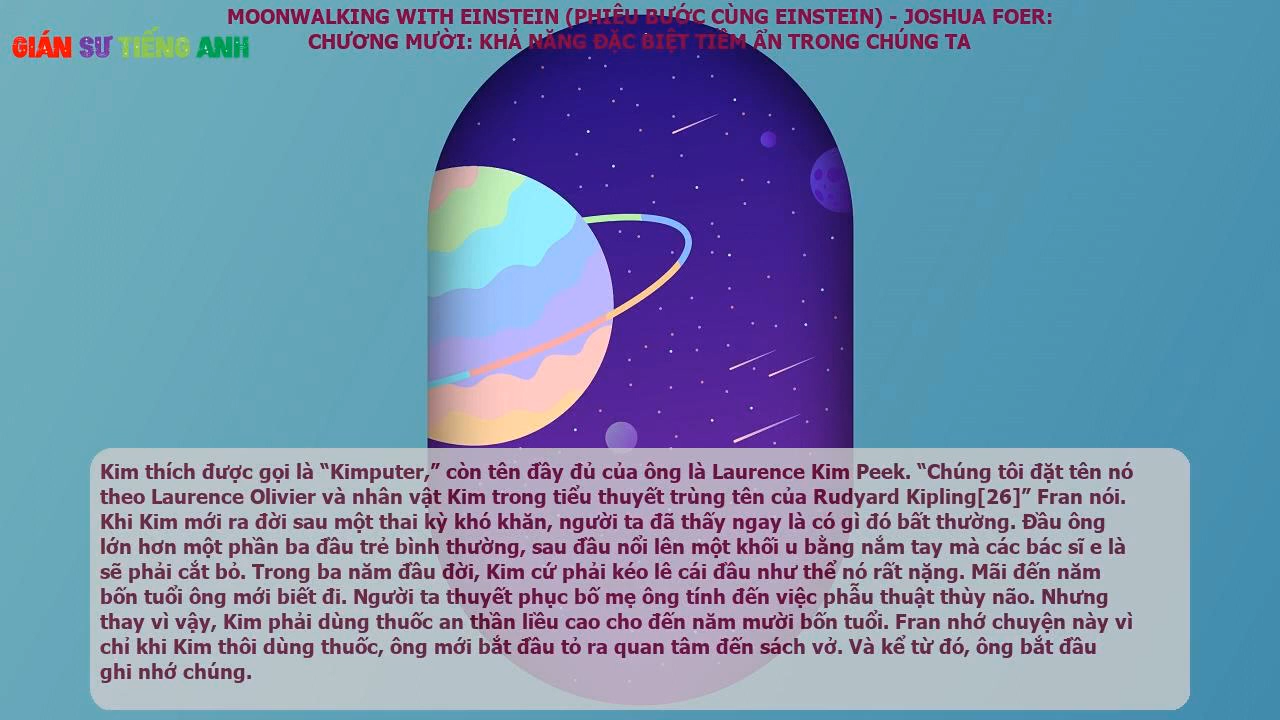 MOONWALKING WITH EINSTEIN (PHIÊU BƯỚC CÙNG EINSTEIN) - JOSHUA FOER:
CHƯƠNG MƯỜI: KHẢ NĂNG ĐẶC BIỆT TIỀM ẨN TRONG CHÚNG TA
GIÁN SƯ TIẾNG ANH
Kim thích được gọi là “Kimputer,” còn tên đầy đủ của ông là Laurence Kim Peek. “Chúng tôi đặt tên nó
theo Laurence Olivier và nhân vật Kim trong tiểu thuyết trùng tên của Rudyard Kipling[26]” Fran nói.
Khi Kim mới ra đời sau một thai kỳ khó khăn, người ta đã thấy ngay là có gì đó bất thường. Đầu ông
lớn hơn một phần ba đầu trẻ bình thường, sau đầu nổi lên một khối u bằng nắm tay mà các bác sĩ e là
sẽ phải cắt bỏ. Trong ba năm đầu đời, Kim cứ phải kéo lê cái đầu như thể nó rất nặng. Mãi đến năm
bốn tuổi ông mới biết đi. Người ta thuyết phục bố mẹ ông tính đến việc phẫu thuật thùy não. Nhưng
thay vì vậy, Kim phải dùng thuốc an thần liều cao cho đến năm mười bốn tuổi. Fran nhớ chuyện này vì
chỉ khi Kim thôi dùng thuốc, ông mới bắt đầu tỏ ra quan tâm đến sách vở. Và kể từ đó, ông bắt đầu
ghi nhớ chúng.